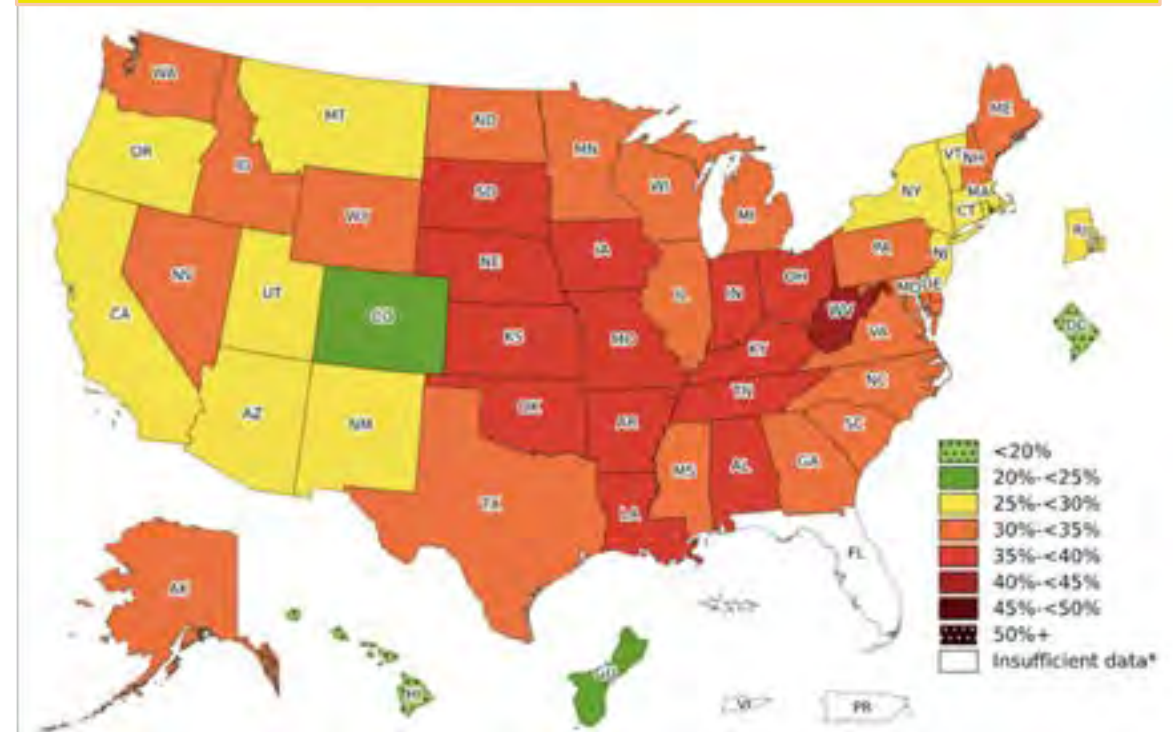 WA
MT
ND
MN
ME
OR
ID
SD
WI
MI
VT
NH
NY
MA
CT
RI
WY
IA
NE
PA
NJ
NV
UT
CO
IN
OH
IL
MD
DE
DC
CA
KS
MO
WV
VA
KY
NC
TN
AZ
NM
OK
AR
SC
MS
AL
GA
TX
LA
FL
AK
HI
GU
VI
PR
<20%
20%-<25%
25%-<30%
30%-<35%
35%-<40%
40%-<45%
45%-<50%
50%+
Insufficient data*